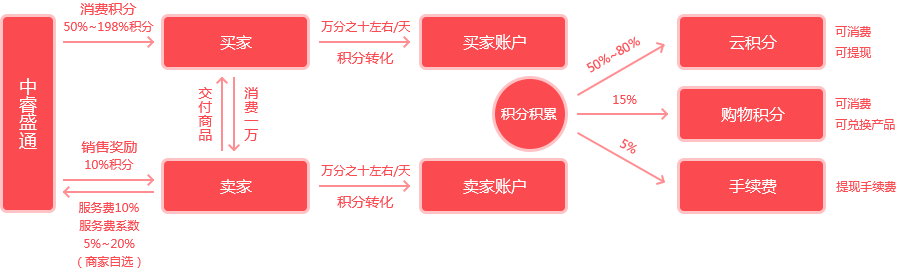 中睿盛通
消费积分
50%~198%积分
买家
万分之十左右/天
积分转化
买家账户
交付商品
消费一万
销售奖励
10%积分
服务费10%
服务费系数
5%~20%
(商家自选)
卖家
万分之十左右/天
积分转化
卖家账户
积分积累
50%~80%
云积分
可消费
可提现
15%
购物积分
可消费
可兑换产品
5%
手续费
提现手续费